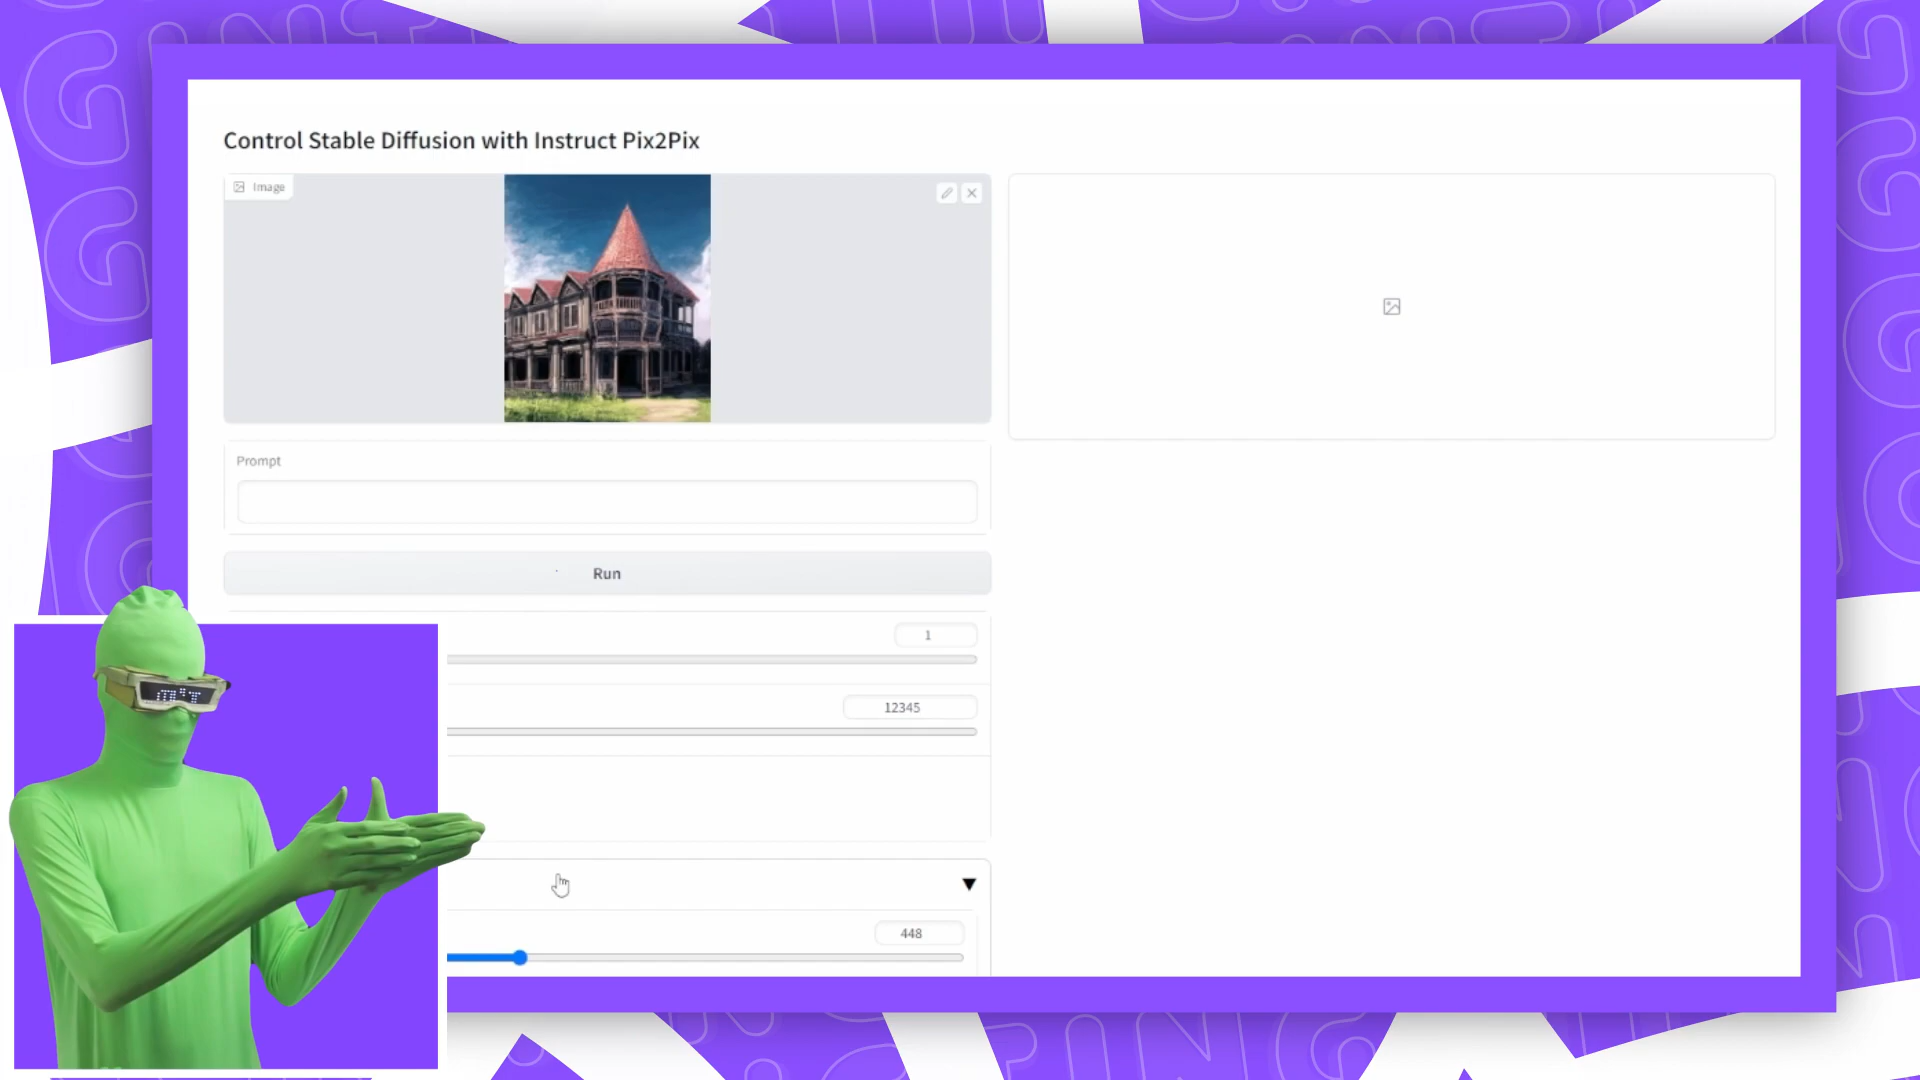 Control Stable Diffusion with Instruct Pix2Pix
Image
Prompt
Run
1
12345
448